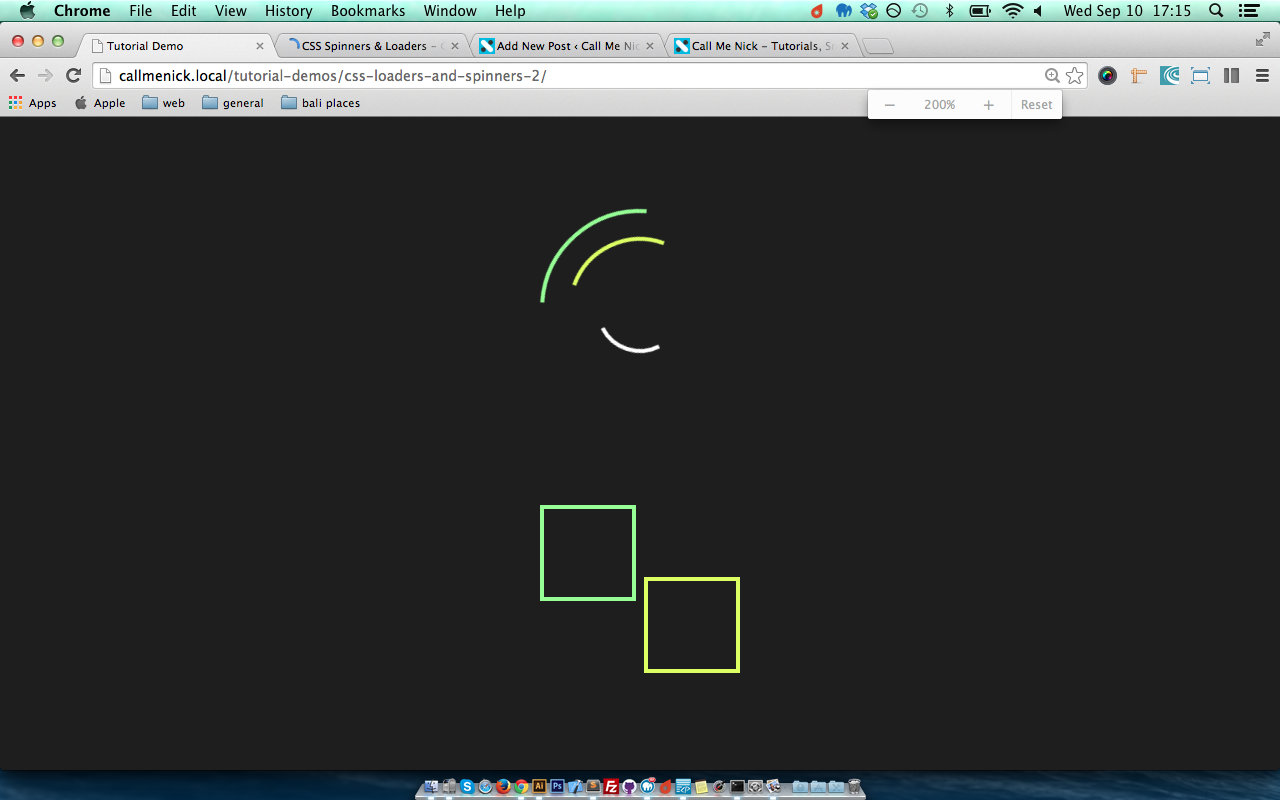 Chrome File Edit View History Bookmarks Window Help Wed Sep 10 17:15
Tutorial Demo CSS Spinners & Loaders – Add New Post ‹ Call Me Nic Call Me Nick – Tutorials, S
callmenick.local/tutorial-demos/css-loaders-and-spinners-2/
Apps Apple web general bali places
– 200% + Reset